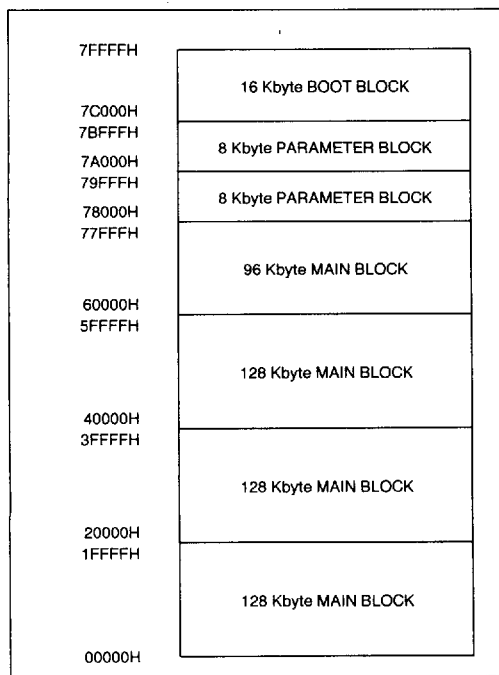 7FFFFH
16 Kbyte BOOT BLOCK
7C000H
7BFFFH
8 Kbyte PARAMETER BLOCK
7A000H
79FFFH
8 Kbyte PARAMETER BLOCK
78000H
77FFFH
96 Kbyte MAIN BLOCK
60000H
5FFFFH
128 Kbyte MAIN BLOCK
40000H
3FFFFH
128 Kbyte MAIN BLOCK
20000H
1FFFFH
128 Kbyte MAIN BLOCK
00000H